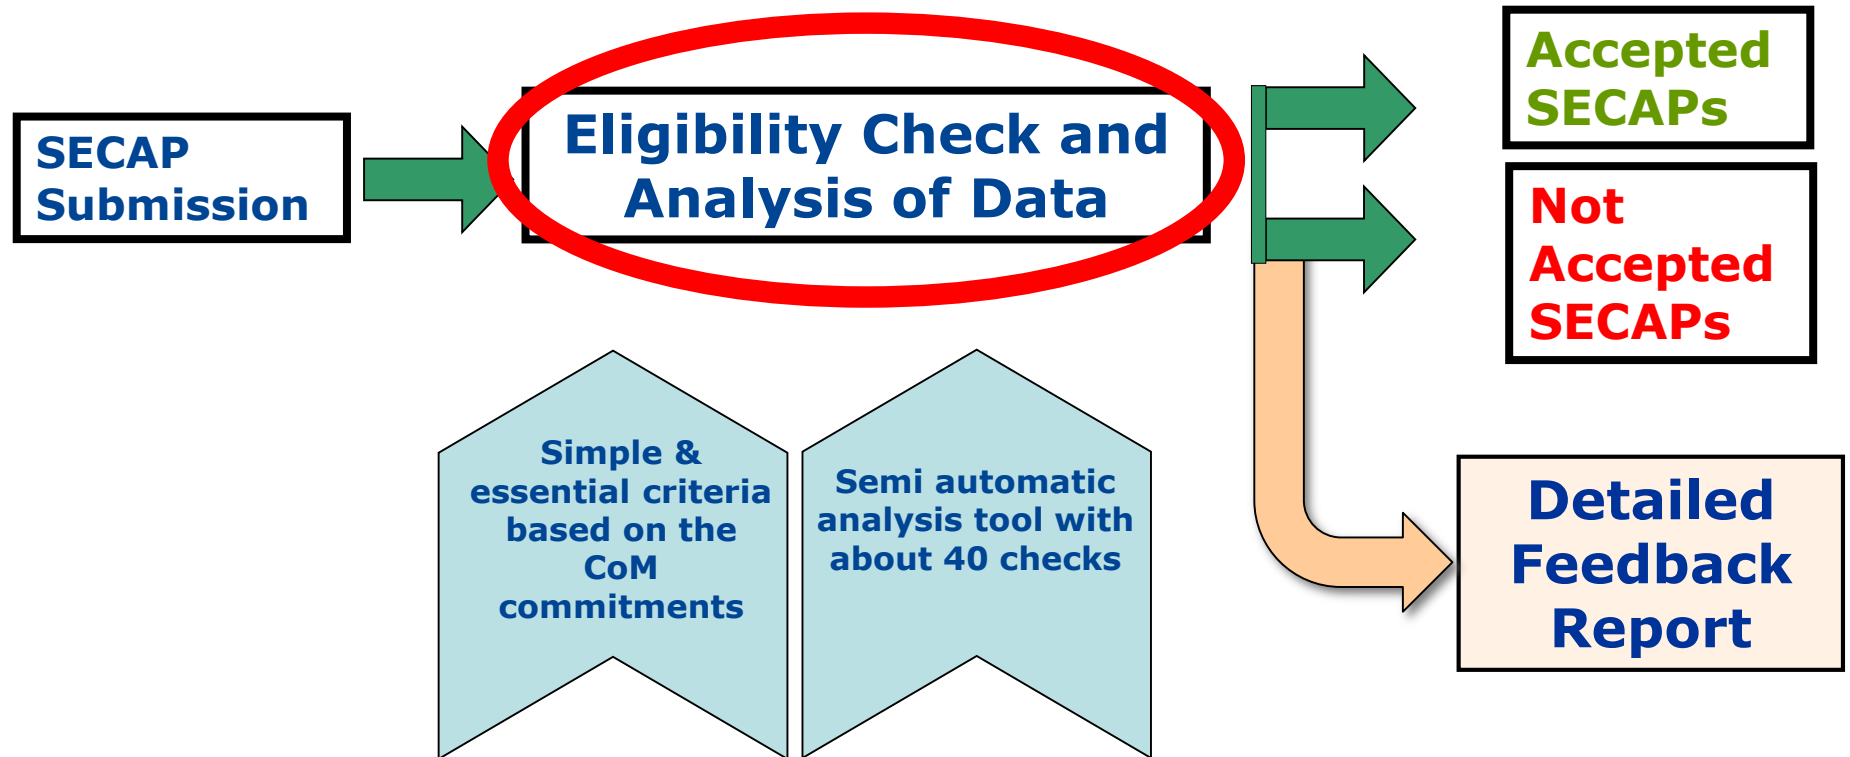 SECAP
Submission
Eligibility Check and
Analysis of Data
Accepted
SECAPs
Not
Accepted
SECAPs
Simple &
essential criteria
based on the
CoM
commitments
Semi automatic
analysis tool with
about 40 checks
Detailed
Feedback
Report